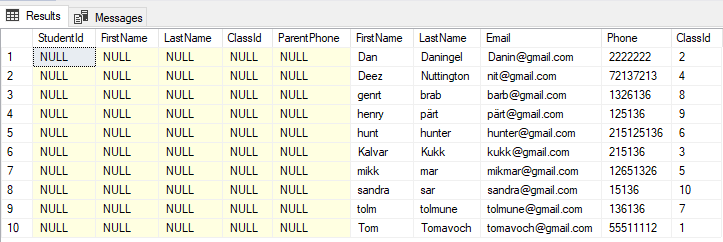 Results Messages
StudentId FirstName LastName ClassId ParentPhone FirstName LastName Email Phone ClassId
1 NULL NULL NULL NULL NULL Dan Daningel Danin@gmail.com 2222222 2
2 NULL NULL NULL NULL NULL Deez Nuttington nit@gmail.com 72137213 4
3 NULL NULL NULL NULL NULL genrt brab barb@gmail.com 1326136 8
4 NULL NULL NULL NULL NULL henry pärt pärt@gmail.com 125136 9
5 NULL NULL NULL NULL NULL hunt hunter hunter@gmail.com 215125136 6
6 NULL NULL NULL NULL NULL Kalvar Kukk kukk@gmail.com 215136 3
7 NULL NULL NULL NULL NULL mikk mar mikmar@gmail.com 12651326 5
8 NULL NULL NULL NULL NULL sandra sar sandra@gmail.com 15136 10
9 NULL NULL NULL NULL NULL tolm tolmune tolmune@gmail.com 136136 7
10 NULL NULL NULL NULL NULL Tom Tomavoch tomavoch@gmail.com 55511112 1